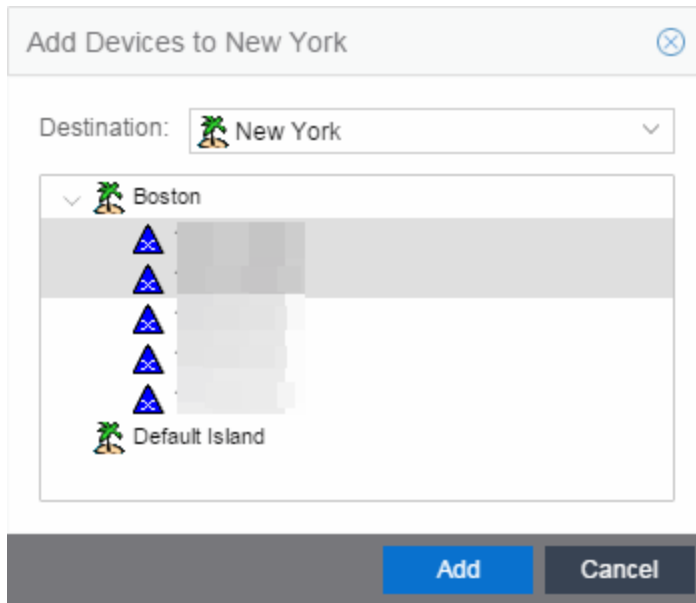 Add Devices to New York
Destination: New York
Boston
Default Island
Add Cancel